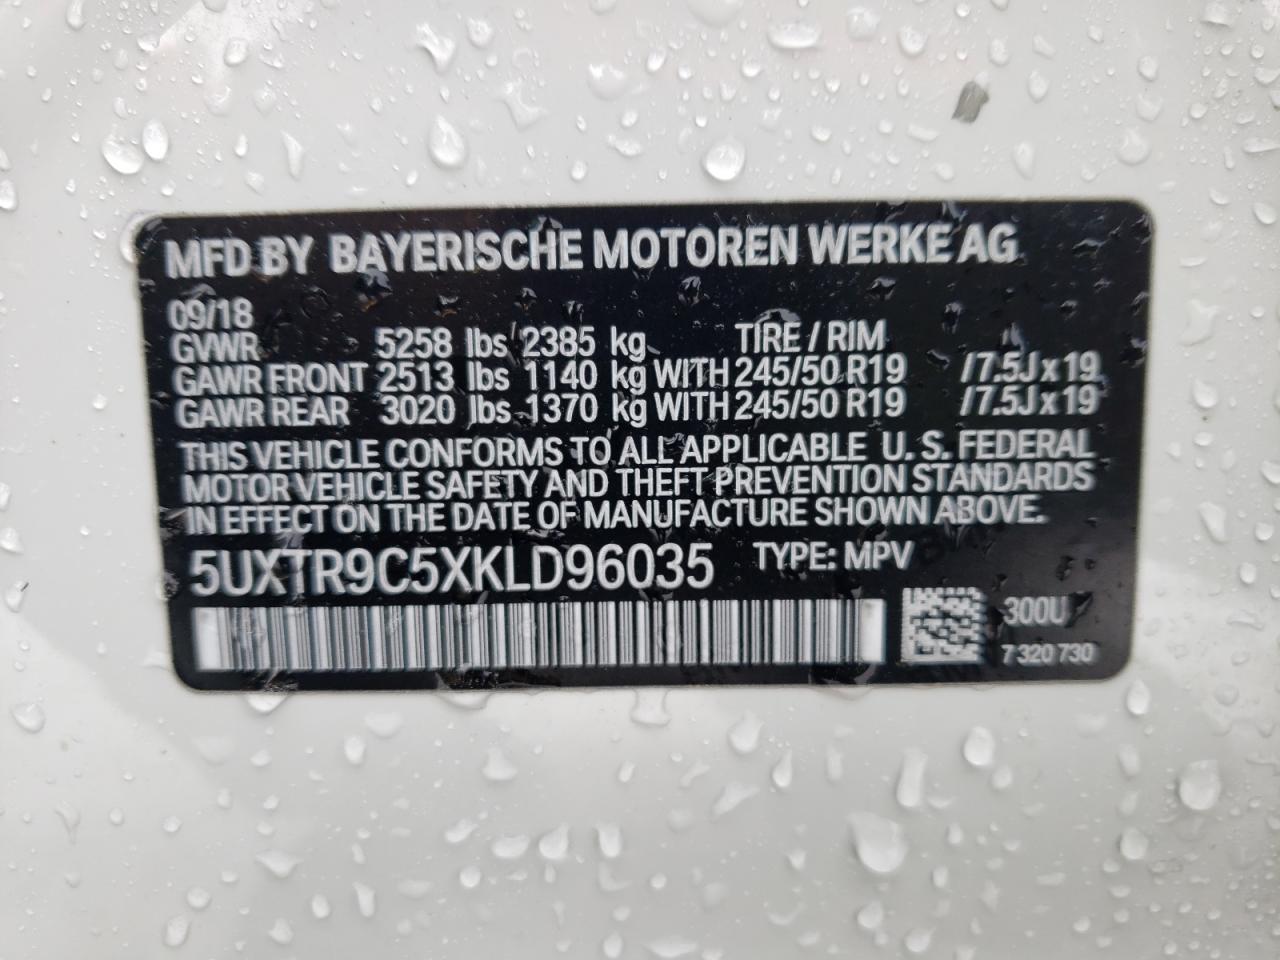 MFD BY BAYERISCHE MOTOREN WERKE AG
09/18
GVWR 5258 lbs 2385 kg TIRE / RIM
GAWR FRONT 2513 lbs 1140 kg WITH 245/50 R19 /7.5J x 19
GAWR REAR 3020 lbs 1370 kg WITH 245/50 R19 /7.5J x 19
THIS VEHICLE CONFORMS TO ALL APPLICABLE U. S. FEDERAL
MOTOR VEHICLE SAFETY AND THEFT PREVENTION STANDARDS
IN EFFECT ON THE DATE OF MANUFACTURE SHOWN ABOVE.
5UXTR9C5XKLD96035 TYPE: MPV
300U
7 320 730